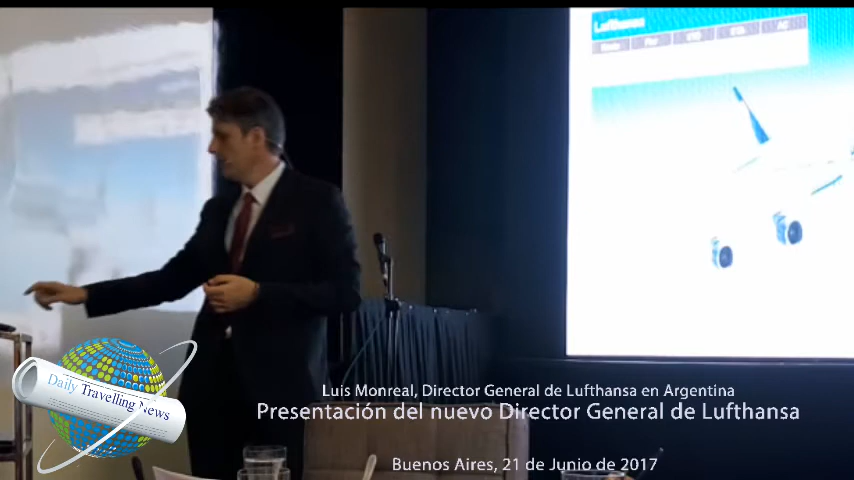 Lufthansa
Daily Travelling News
Luis Monreal, Director General de Lufthansa en Argentina
Presentación del nuevo Director General de Lufthansa
Buenos Aires, 21 de Junio de 2017